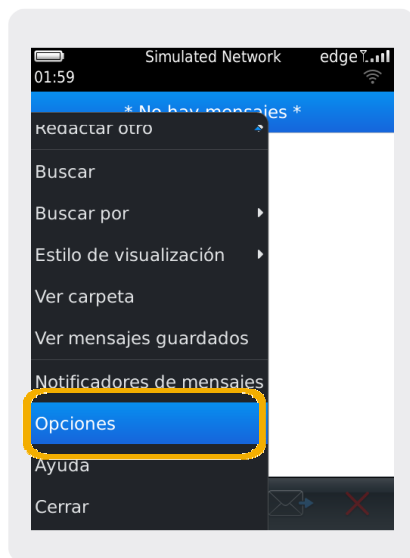 Simulated Network edge
01:59
* No hay mensajes *
Redactar otro
Buscar
Buscar por
Estilo de visualización
Ver carpeta
Ver mensajes guardados
Notificadores de mensajes
Opciones
Ayuda
Cerrar